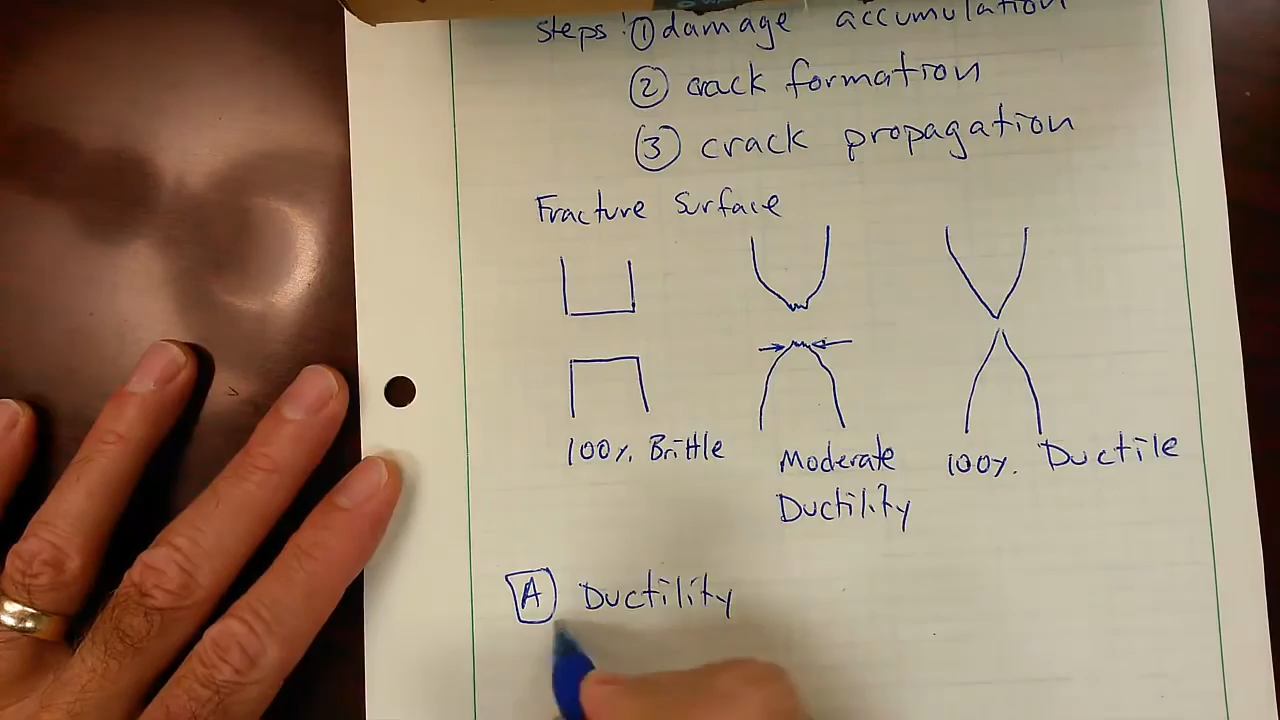 steps: ① damage accumulation
② crack formation
③ crack propagation
Fracture Surface
100% Brittle
Moderate
Ductility
100%. Ductile
A Ductility